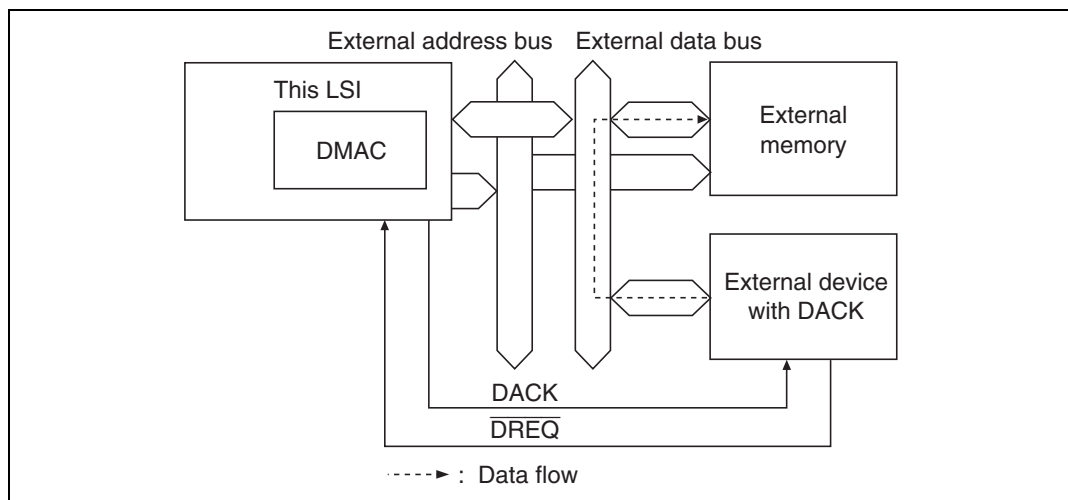 External address bus
External data bus
This LSI
DMAC
External
memory
External device
with DACK
DACK
DREQ
: Data flow